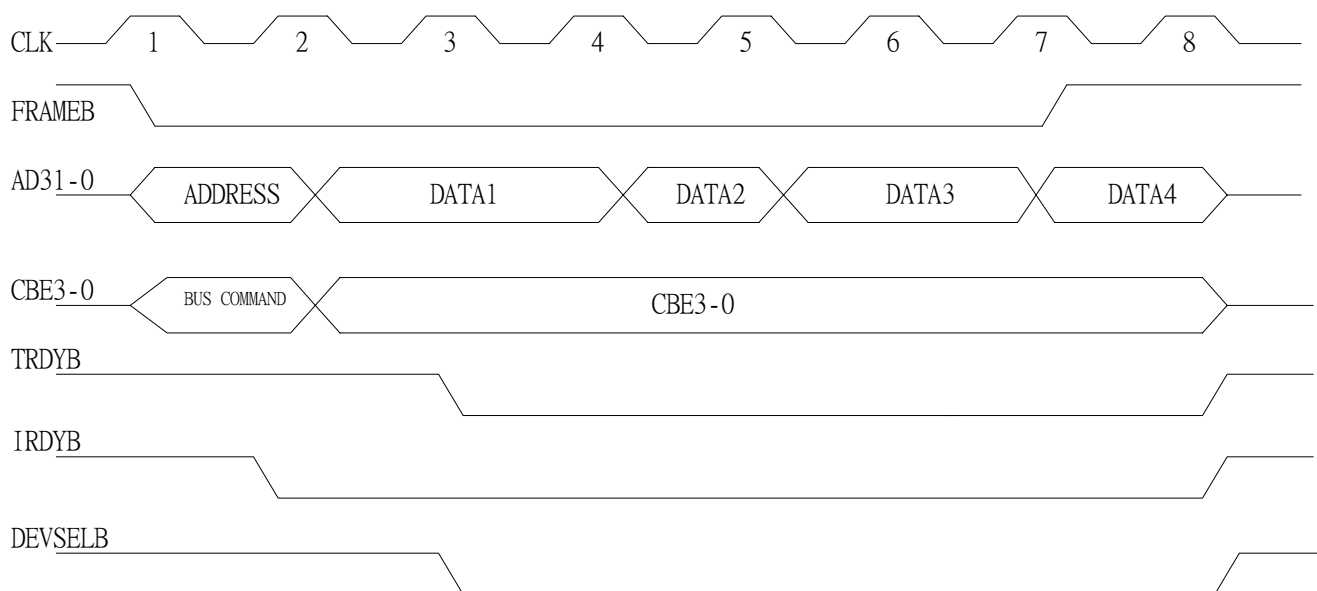 CLK 1 2 3 4 5 6 7 8
FRAMEB
AD31-0 ADDRESS DATA1 DATA2 DATA3 DATA4
CBE3-0 BUS COMMAND CBE3-0
TRDYB
IRDYB
DEVSELB